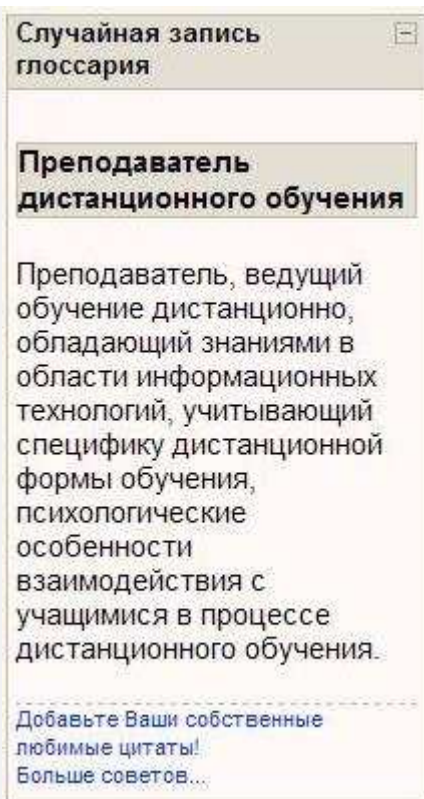 Случайная запись
глоссария
Преподаватель
дистанционного обучения
Преподаватель, ведущий
обучение дистанционно,
обладающий знаниями в
области информационных
технологий, учитывающий
специфику дистанционной
формы обучения,
психологические
особенности
взаимодействия с
учащимися в процессе
дистанционного обучения.
Добавьте Ваши собственные
любимые цитаты!
Больше советов...